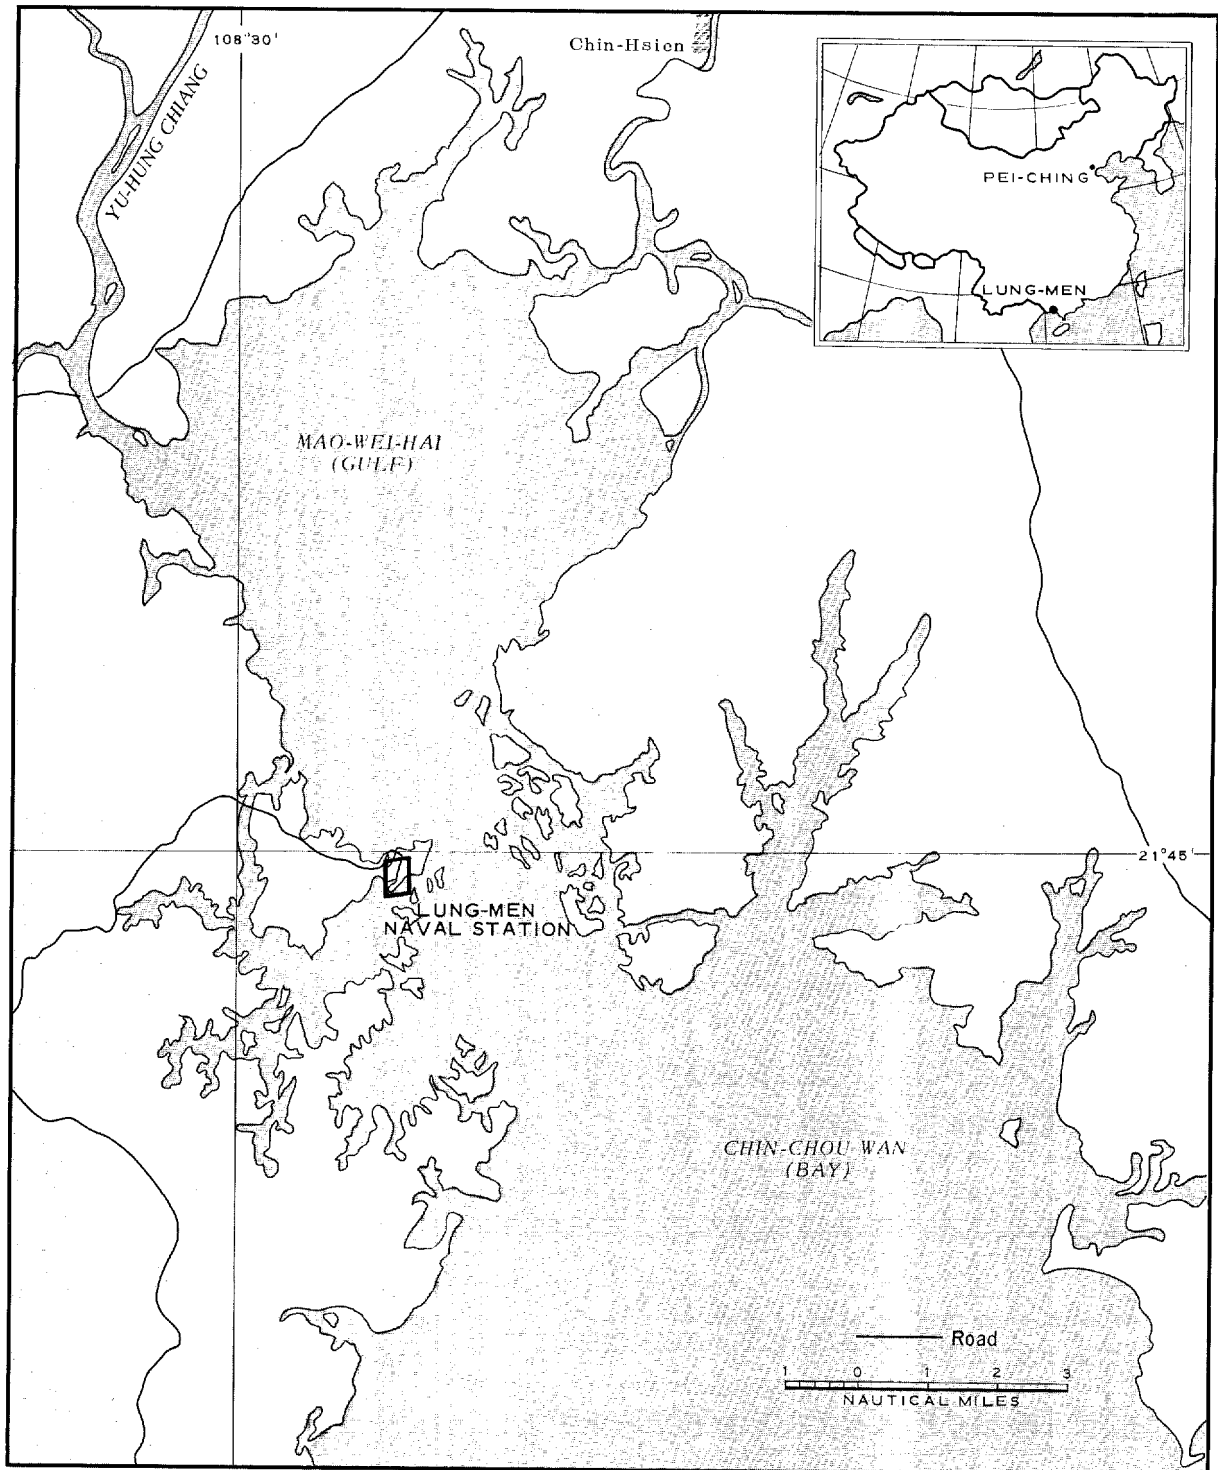 108°30'
Chin-Hsien
YU-HUNG CHIANG
PEI-CHING
LUNG-MEN
MAO-WEI-HAI
(GULF)
21°45'
LUNG-MEN
NAVAL STATION
CHIN-CHOU WAN
(BAY)
Road
1 0 1 2 3
NAUTICAL MILES